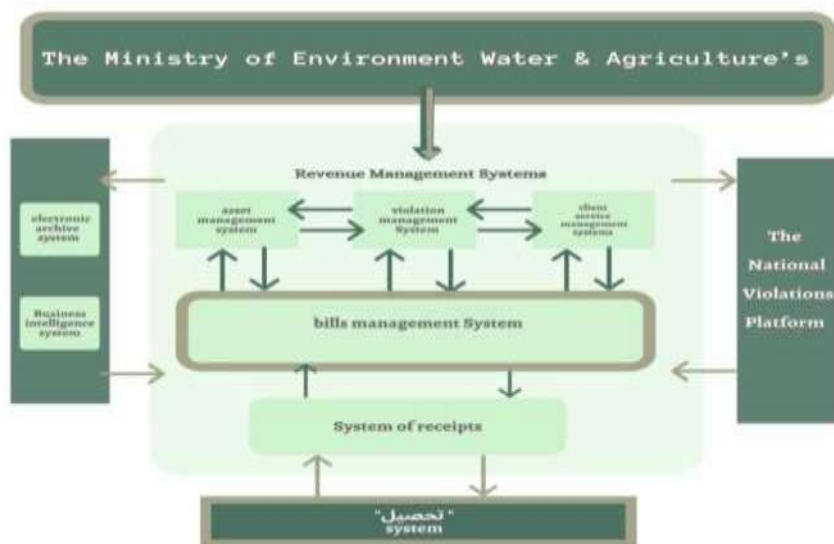 The Ministry of Environment Water & Agriculture's
Revenue Management Systems
electronic
archive
system
Business
intelligence
system
asset
management
system
violation
management
System
client
service
management
systems
The
National
Violations
Platform
bills management System
System of receipts
"تحصيل"
system